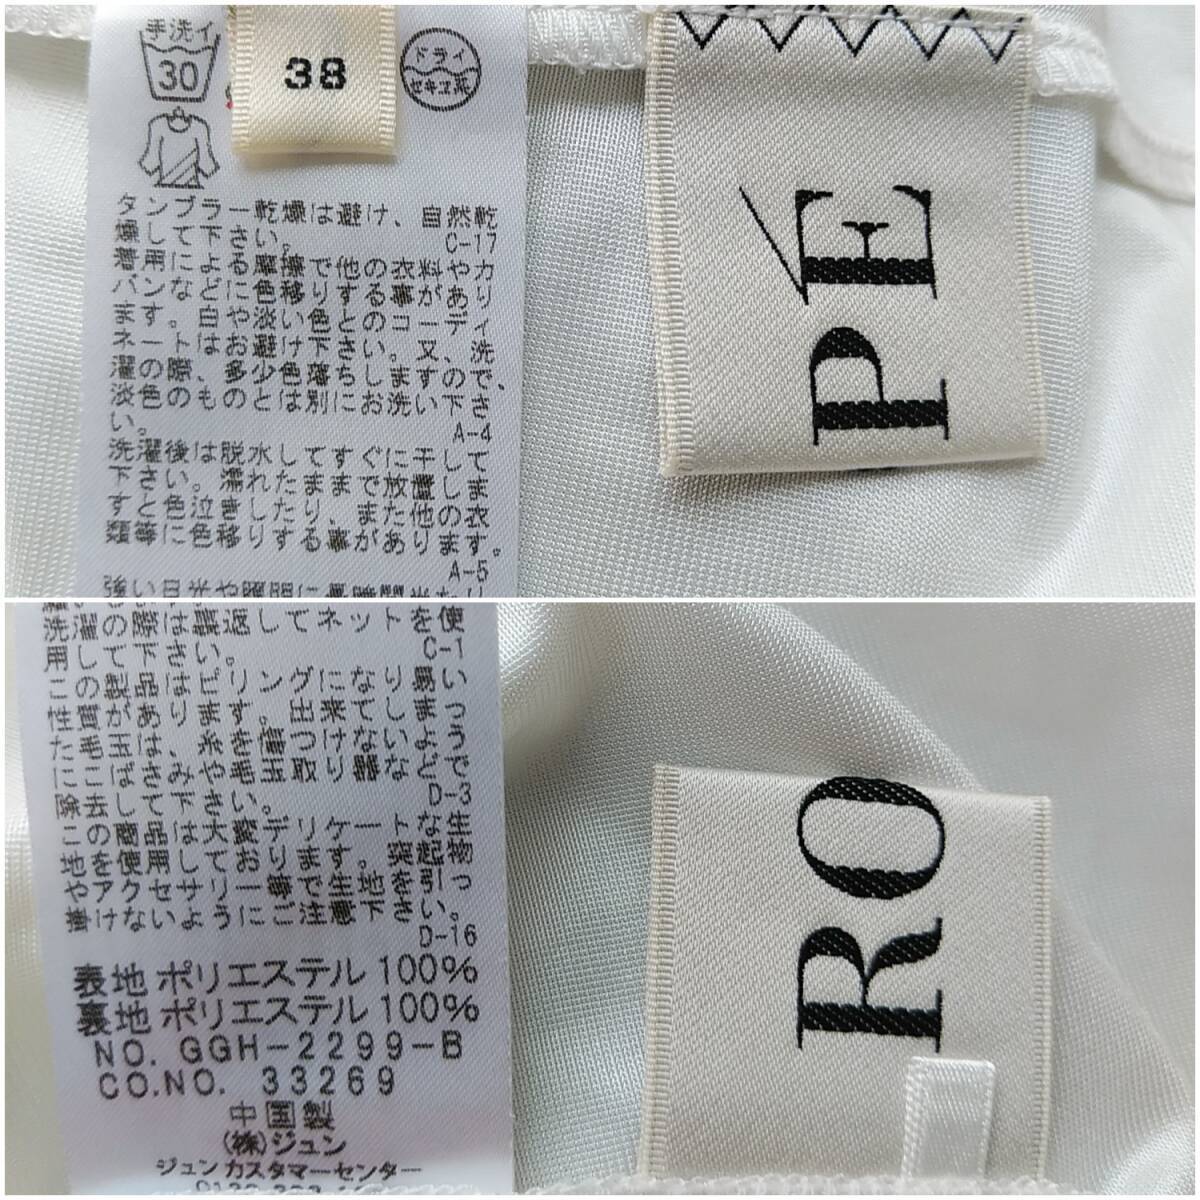 手洗イ
30
38
ドライ
セキユ系
タンブラー乾燥は避け、自然乾
燥して下さい。
C-17
着用による摩擦で他の衣料やカ
バンなどに色移りする事があり
ます。白や淡い色とのコーディ
ネートはお避け下さい。又、洗
濯の際、多少色落ちしますので、
淡色のものとは別にお洗い下さ
い。
A-4
洗濯後は脱水してすぐに干して
下さい。濡れたままで放置しま
すと色泣きしたり、また他の衣
類等に色移りする事があります。
A-5
PÉ
洗濯の際は裏返してネットを使
用して下さい。
C-1
この製品はピリングになり易い
性質があります。出来てしまっ
た毛玉は、糸を傷つけないよう
にこばさみや毛玉取り器などで
除去して下さい。
D-3
この商品は大変デリケートな生
地を使用しております。突起物
やアクセサリー等で生地を引っ
掛けないようにご注意下さい。
D-16
表地 ポリエステル 100%
裏地 ポリエステル 100%
NO. GGH-2299-B
CO.NO. 33269
中国製
(株)ジュン
ジュンカスタマーセンター
RO